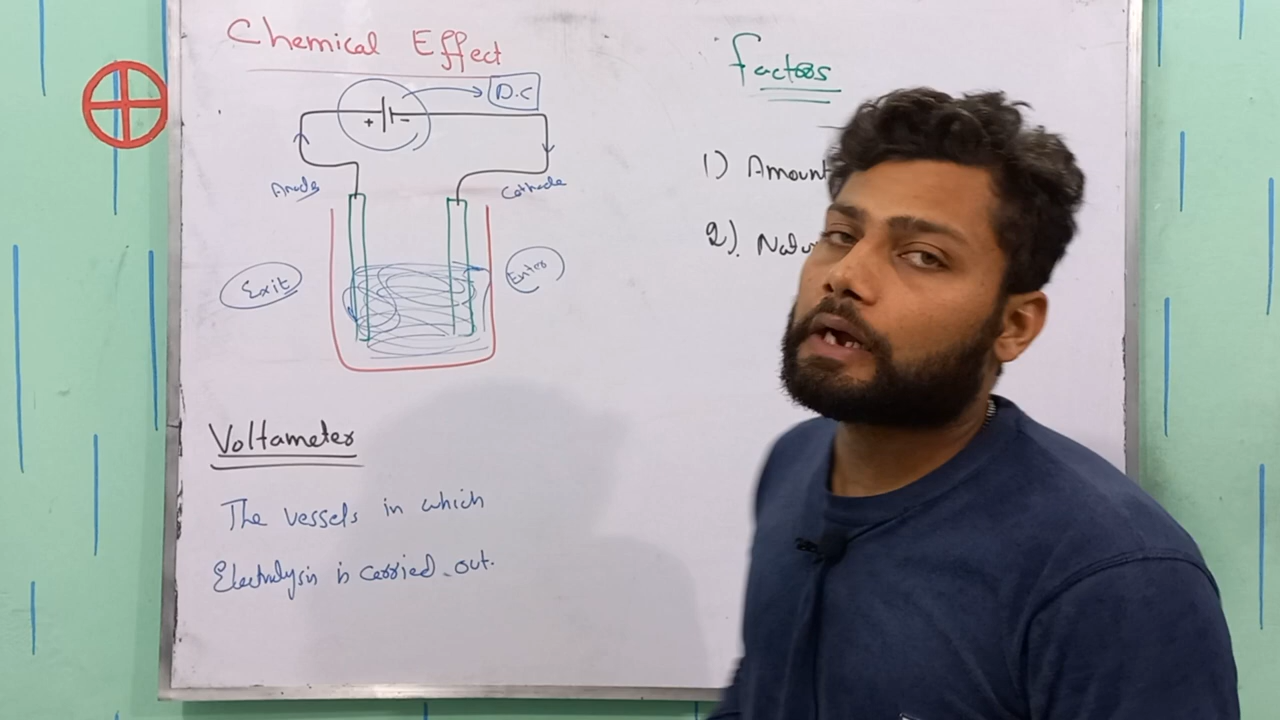 Chemical Effect
D.C
+ -
Anode
Cathode
Exit
Enter
Voltameter
The vessels in which
Electrolysis is carried out.
Factors
1) Amount
2). Natu